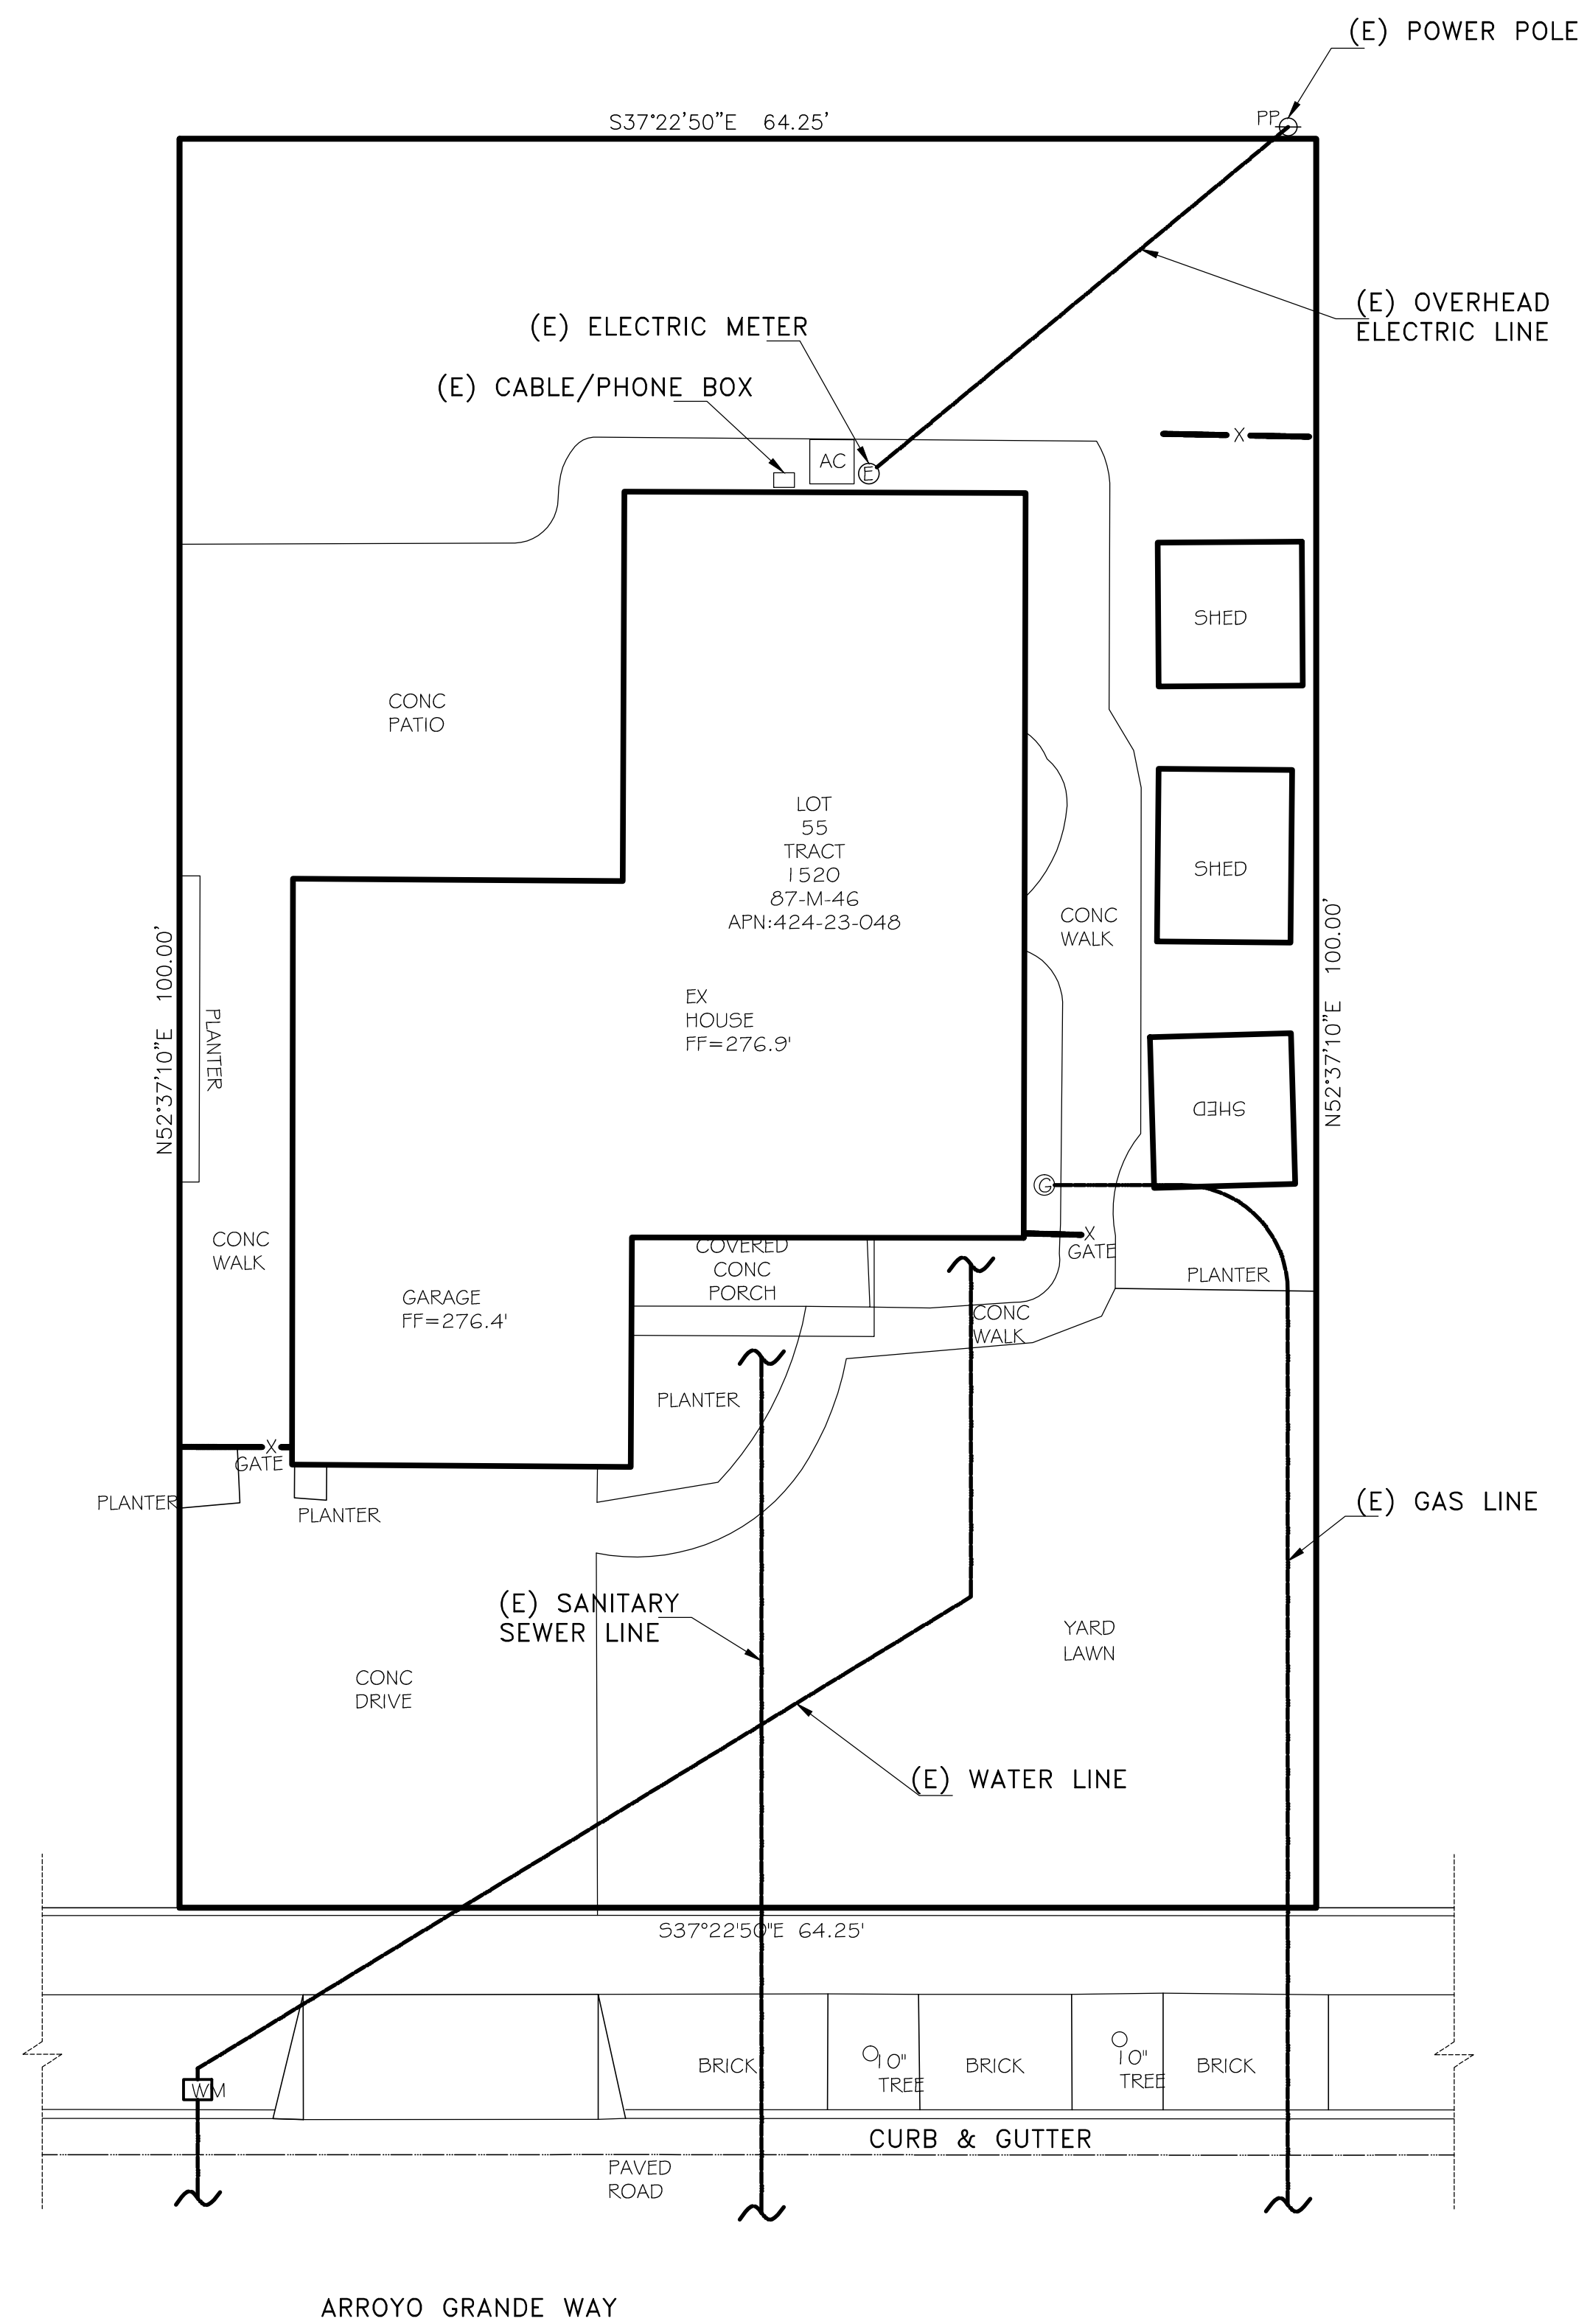 (E) POWER POLE
S37°22'50"E 64.25'
PP
(E) OVERHEAD
ELECTRIC LINE
(E) ELECTRIC METER
(E) CABLE/PHONE BOX
X
AC
E
SHED
CONC
PATIO
LOT
55
TRACT
1520
87-M-46
APN:424-23-048
SHED
CONC
WALK
N52°37'10"E 100.00'
N52°37'10"E 100.00'
PLANTER
EX
HOUSE
FF=276.9'
SHED
G
X
GATE
CONC
WALK
COVERED
CONC
PORCH
PLANTER
GARAGE
FF=276.4'
CONC
WALK
PLANTER
X
GATE
PLANTER
PLANTER
(E) GAS LINE
(E) SANITARY
SEWER LINE
YARD
LAWN
CONC
DRIVE
(E) WATER LINE
S37°22'50"E 64.25'
WM
BRICK
10"
TREE
BRICK
10"
TREE
BRICK
CURB & GUTTER
PAVED
ROAD
ARROYO GRANDE WAY